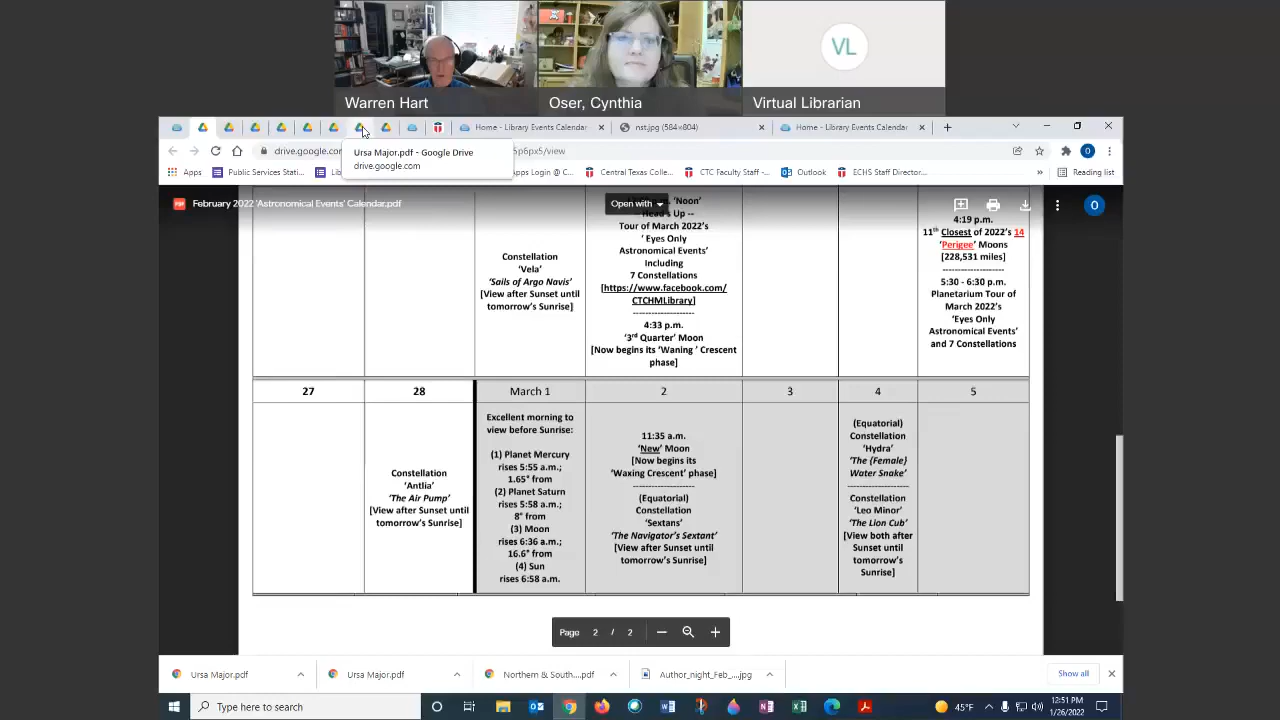 VL
Warren Hart
Oser, Cynthia
Virtual Librarian
Home - Library Events Calendar
nst.jpg (584×804)
Home - Library Events Calendar
drive.google.com
5p6px5/view
Ursa Major.pdf - Google Drive
drive.google.com
Apps
Public Services Stati...
Lib
Apps Login @ C...
Central Texas Colle...
CTC Faculty Staff -...
Outlook
ECHS Staff Director...
»
Reading list
February 2022 'Astronomical Events' Calendar.pdf
Open with
O
O
'Noon'
-- Head's Up --
Tour of March 2022's
' Eyes Only
Astronomical Events'
Including
7 Constellations
[https://www.facebook.com/
CTCHMLibrary]
--------------------
4:33 p.m.
'3rd Quarter' Moon
[Now begins its 'Waning ' Crescent
phase]
Constellation
'Vela'
'Sails of Argo Navis'
[View after Sunset until
tomorrow's Sunrise]
4:19 p.m.
11th Closest of 2022's 14
'Perigee' Moons
[228,531 miles]
--------------------
5:30 - 6:30 p.m.
Planetarium Tour of
March 2022's
'Eyes Only
Astronomical Events'
and 7 Constellations
27
28
March 1
2
3
4
5
Constellation
'Antlia'
'The Air Pump'
[View after Sunset until
tomorrow's Sunrise]
Excellent morning to
view before Sunrise:
(1) Planet Mercury
rises 5:55 a.m.;
1.65° from
(2) Planet Saturn
rises 5:58 a.m.;
8° from
(3) Moon
rises 6:36 a.m.;
16.6° from
(4) Sun
rises 6:58 a.m.
11:35 a.m.
'New' Moon
[Now begins its
'Waxing Crescent' phase]
--------------------
(Equatorial)
Constellation
'Sextans'
'The Navigator's Sextant'
[View after Sunset until
tomorrow's Sunrise]
(Equatorial)
Constellation
'Hydra'
'The {Female}
Water Snake'
--------------------
Constellation
'Leo Minor'
'The Lion Cub'
[View both after
Sunset until
tomorrow's
Sunrise]
Page 2 / 2
Ursa Major.pdf
Ursa Major.pdf
Northern & South....pdf
Author_night_Feb_...jpg
Show all
Type here to search
45°F
12:51 PM
1/26/2022